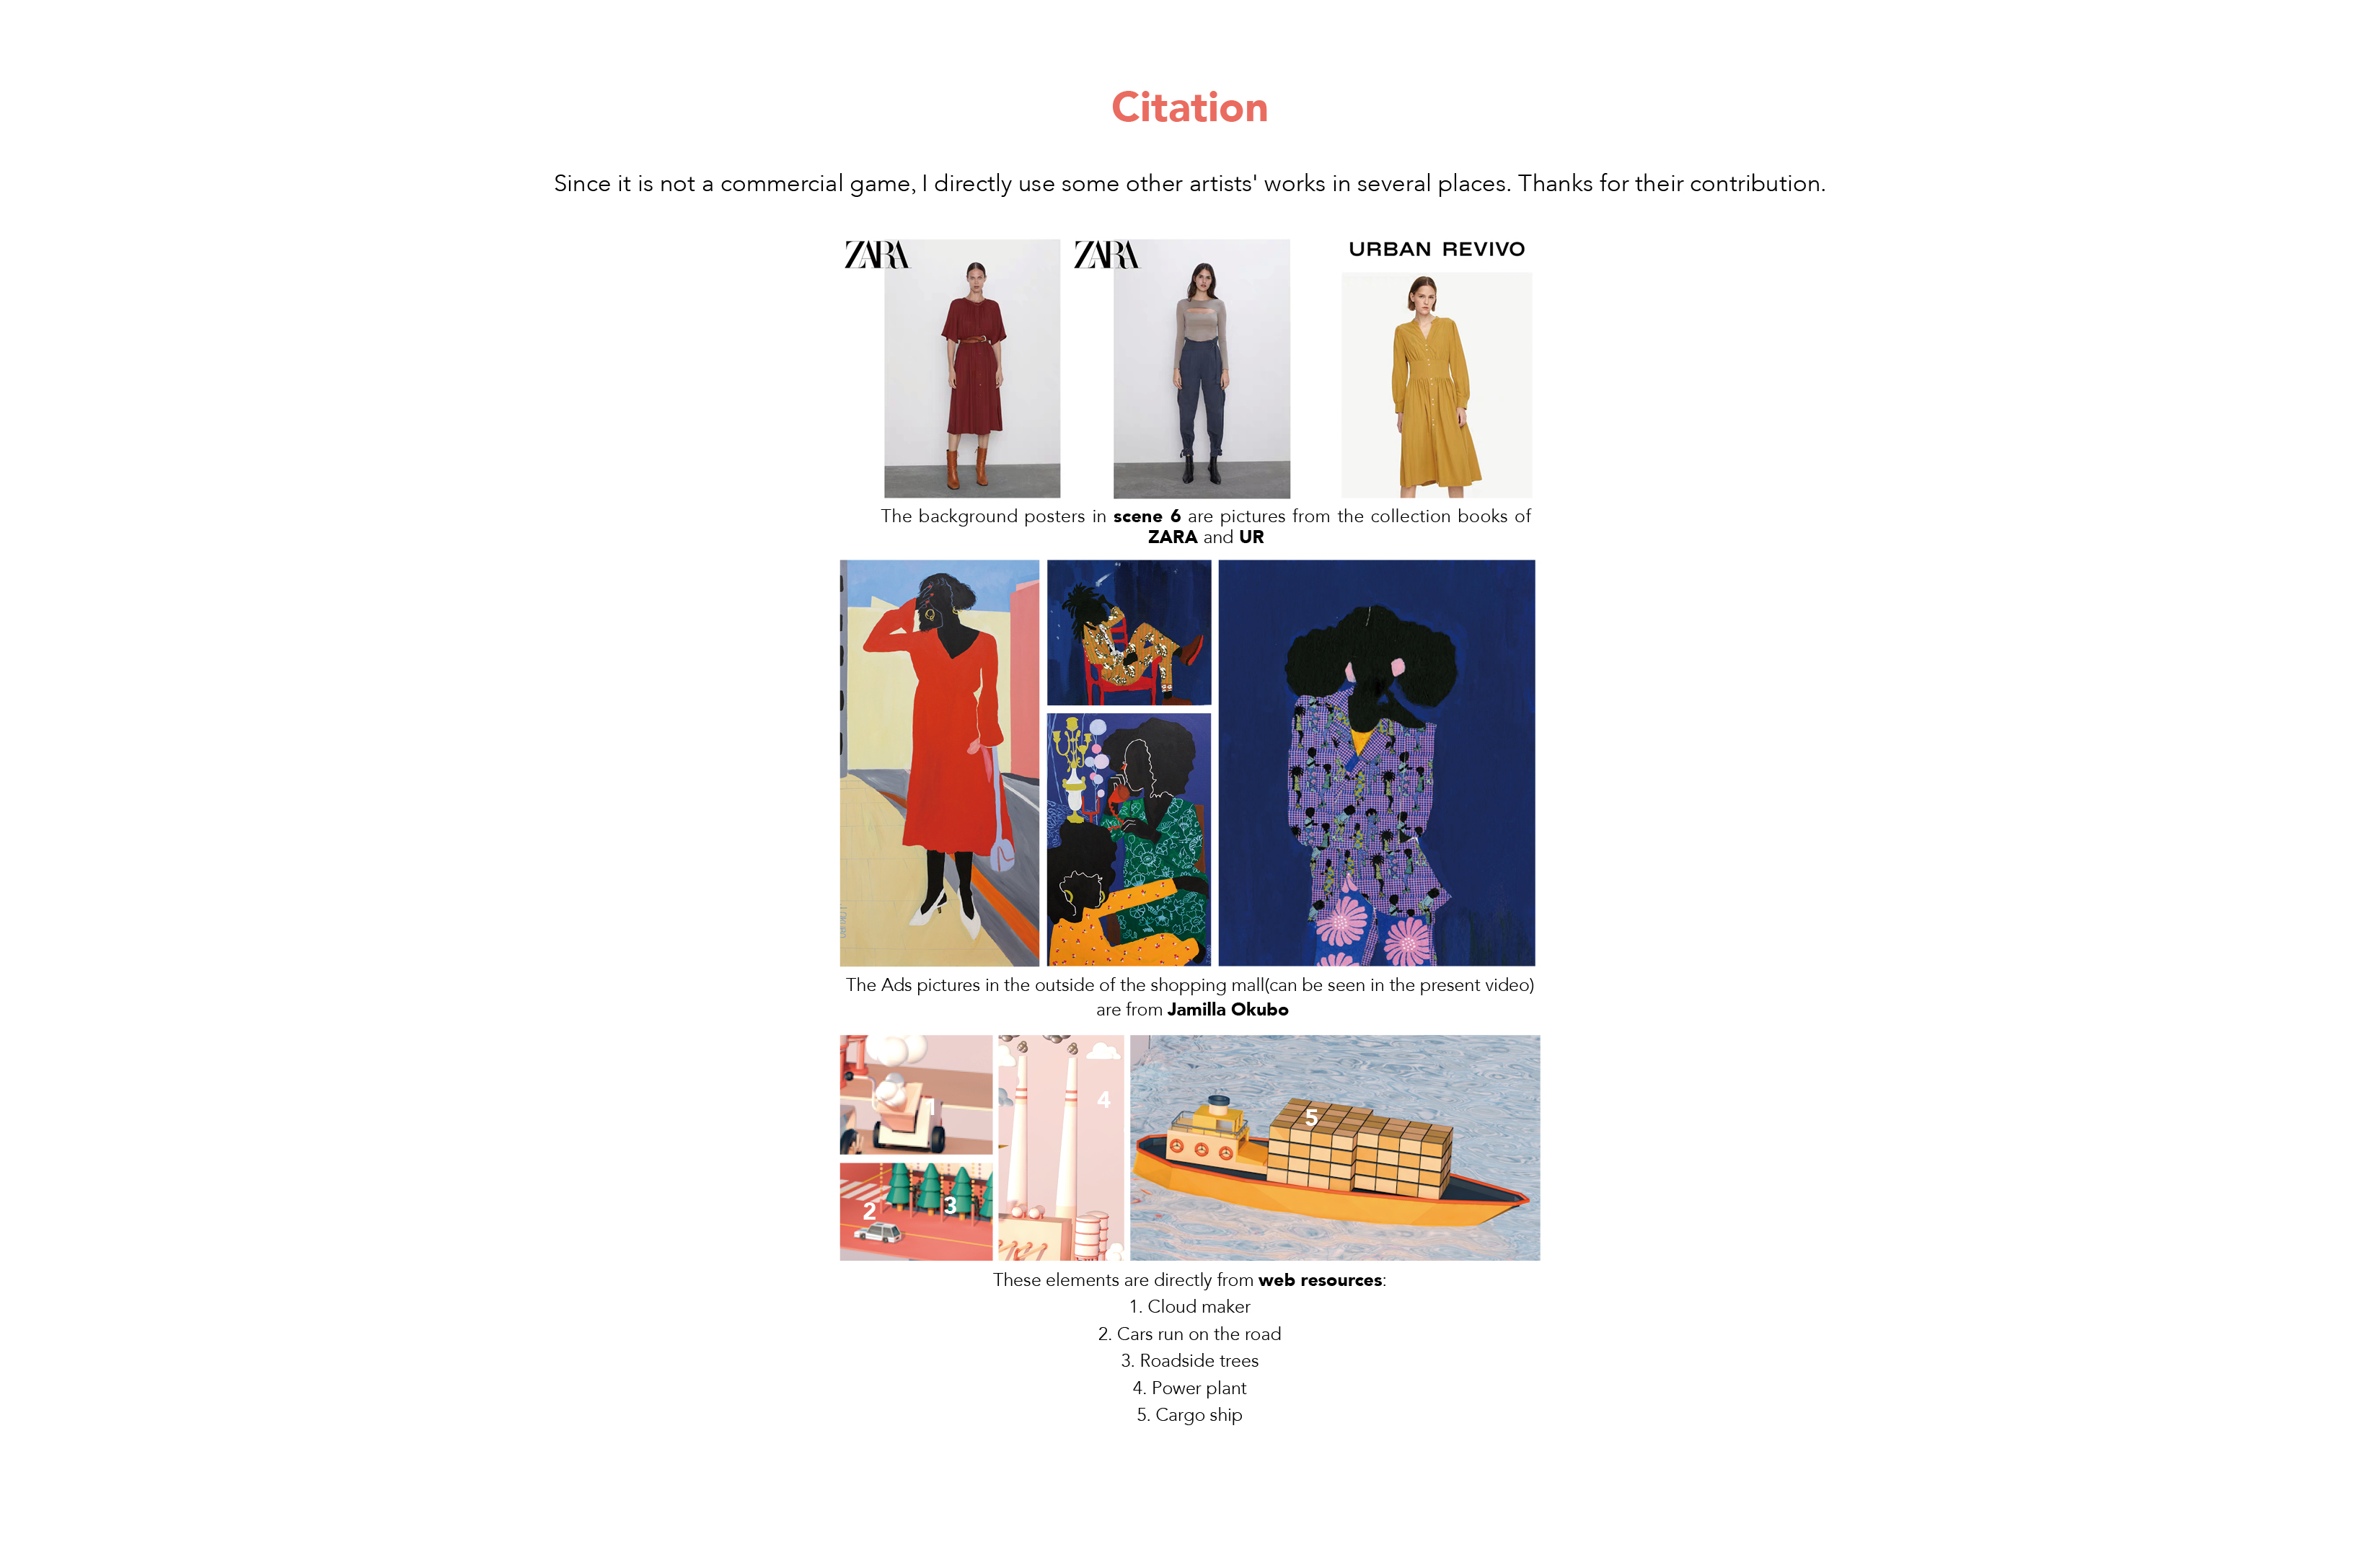 Citation
Since it is not a commercial game, I directly use some other artists' works in several places. Thanks for their contribution.
ZARA
ZARA
URBAN REVIVO
The background posters in scene 6 are pictures from the collection books of
ZARA and UR
The Ads pictures in the outside of the shopping mall(can be seen in the present video)
are from Jamilla Okubo
1
4
5
2
3
These elements are directly from web resources:
1. Cloud maker
2. Cars run on the road
3. Roadside trees
4. Power plant
5. Cargo ship